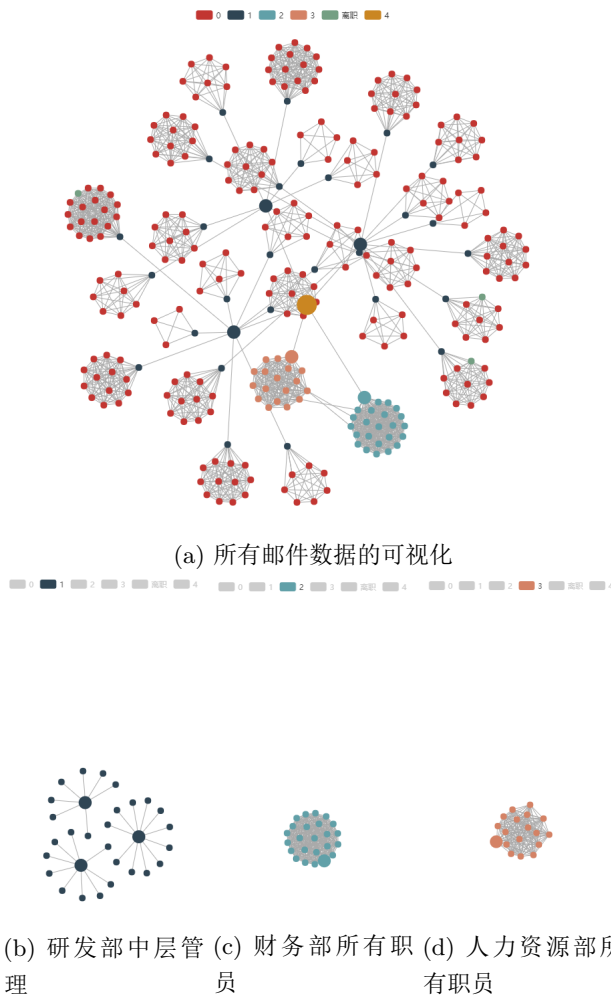 0 1 2 3 离职 4
(a) 所有邮件数据的可视化
0 1 2 3 离职 4 0 1 2 3 离职 4 0 1 2 3 离职 4
(b) 研发部中层管 (c) 财务部所有职 (d) 人力资源部所
理 员 有职员